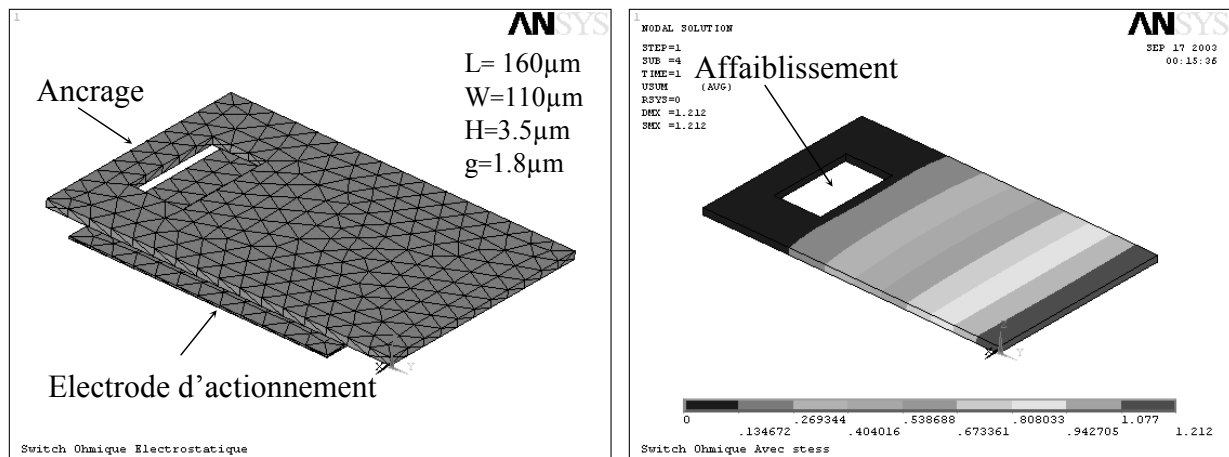 1
ANSYS
L= 160µm
W=110µm
H=3.5µm
g=1.8µm
Ancrage
Electrode d'actionnement
X
Y
Switch Ohmique Electrostatique
1
ANSYS
NODAL SOLUTION
SEP 17 2003
00:15:36
STEP=1
SUB =4
TIME=1
USUM (AVG)
RSYS=0
DMX =1.212
SMX =1.212
Affaiblissement
Z
X
Y
0 .269344 .538688 .808033 1.077
.134672 .404016 .673361 .942705 1.212
Switch Ohmique Avec stess